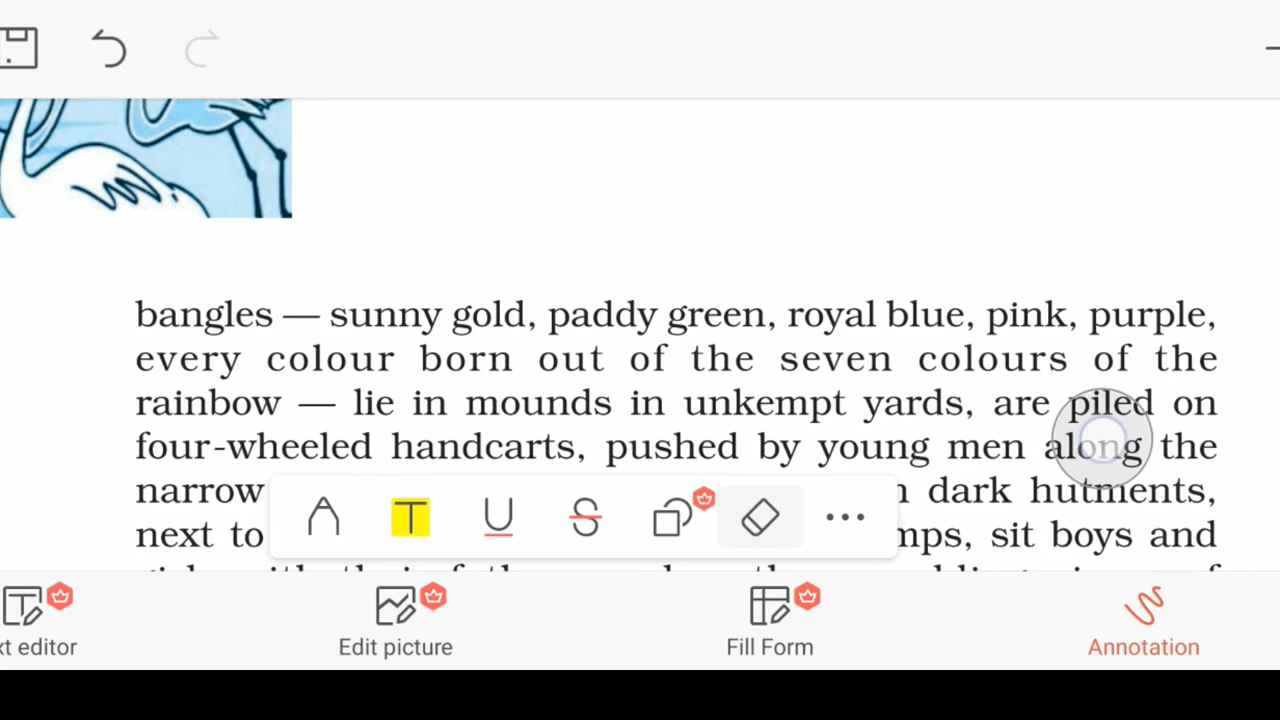 bangles — sunny gold, paddy green, royal blue, pink, purple,
every colour born out of the seven colours of the
rainbow — lie in mounds in unkempt yards, are piled on
four-wheeled handcarts, pushed by young men along the
narrow dark hutments,
next to sit boys and
T U S
xt editor Edit picture Fill Form Annotation